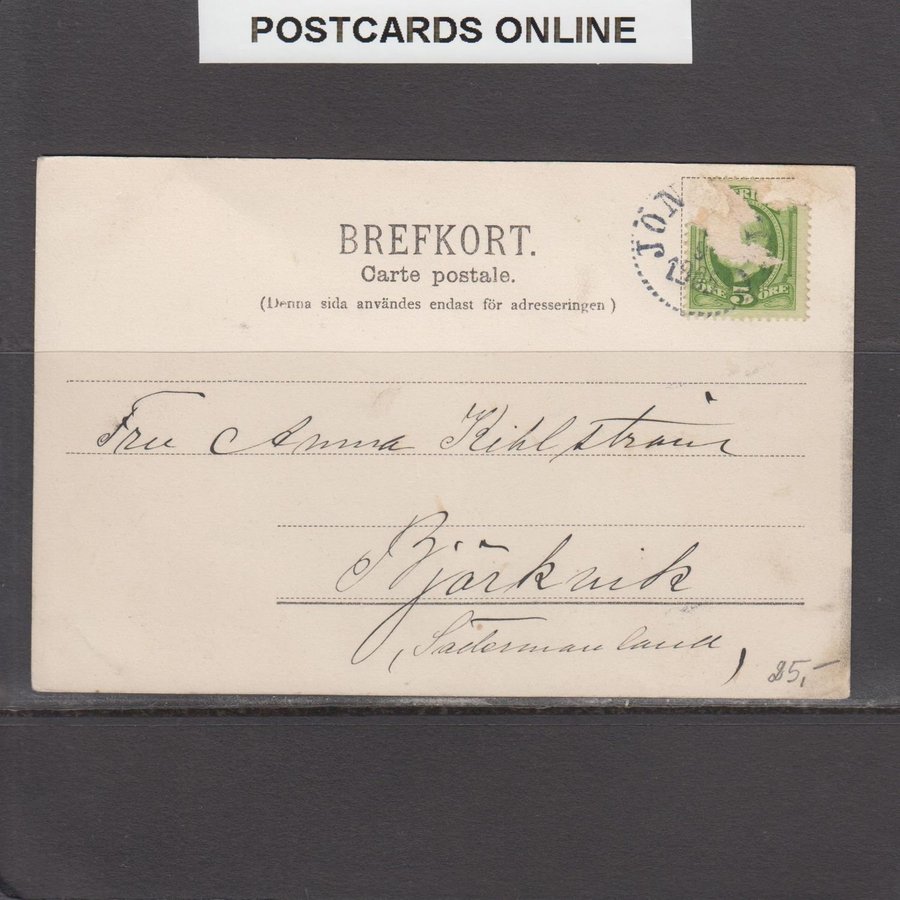 POSTCARDS ONLINE
BREFKORT.
Carte postale.
(Denna sida användes endast för adresseringen)
JÖN
5 ÖRE
Fru Anna Kihlström
Björkvik
(Södermanland)
25,-